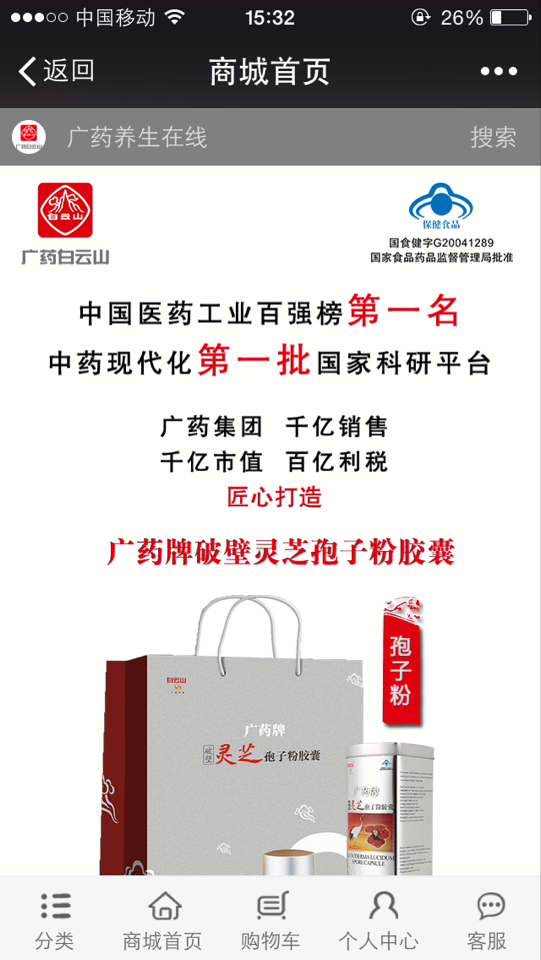 中国移动 15:32 26%
返回 商城首页
广药养生在线 搜索
白云山
广药白云山
保健食品
国食健字G20041289
国家食品药品监督管理局批准
中国医药工业百强榜第一名
中药现代化第一批国家科研平台
广药集团 千亿销售
千亿市值 百亿利税
匠心打造
广药牌破壁灵芝孢子粉胶囊
孢子粉
白云山
广药牌
破壁灵芝孢子粉胶囊
广药牌
灵芝孢子粉胶囊
GANODERMA LUCIDUM
SPORE CAPSULE
分类 商城首页 购物车 个人中心 客服